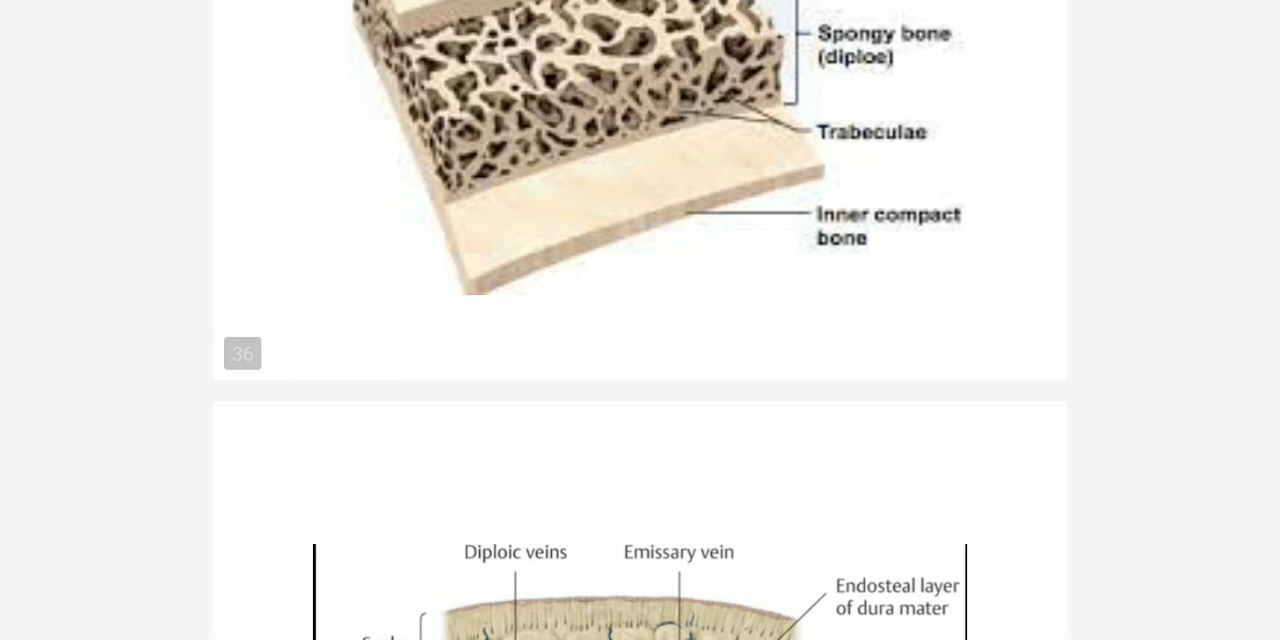 Spongy bone
(diploe)
Trabeculae
Inner compact
bone
36
Diploic veins
Emissary vein
Endosteal layer
of dura mater